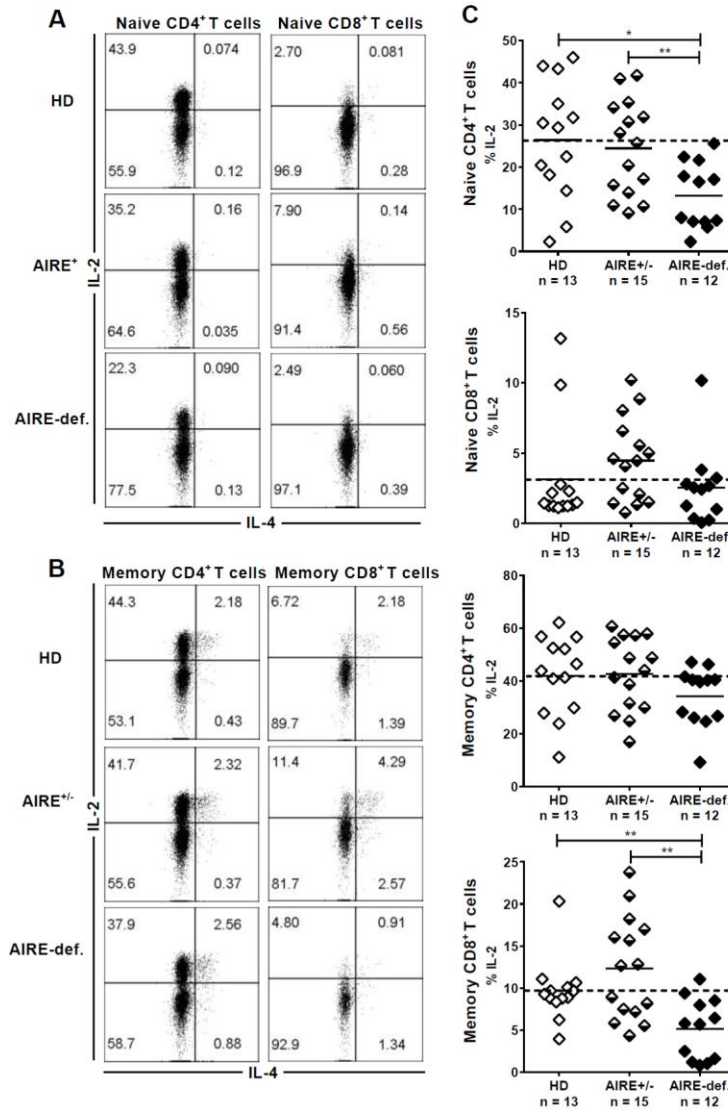 A
Naive CD4+ T cells Naive CD8+ T cells
HD
43.9 0.074 2.70 0.081
55.9 0.12 96.9 0.28
AIRE+
35.2 0.16 7.90 0.14
64.6 0.035 91.4 0.56
AIRE-def.
22.3 0.090 2.49 0.060
77.5 0.13 97.1 0.39
IL-2
IL-4
B
Memory CD4+ T cells Memory CD8+ T cells
HD
44.3 2.18 6.72 2.18
53.1 0.43 89.7 1.39
AIRE+/-
41.7 2.32 11.4 4.29
55.6 0.37 81.7 2.57
AIRE-def.
37.9 2.56 4.80 0.91
58.7 0.88 92.9 1.34
IL-2
IL-4
C
*
**
Naive CD4+ T cells
% IL-2
50
40
30
20
10
0
HD AIRE+/- AIRE-def.
n = 13 n = 15 n = 12
Naive CD8+ T cells
% IL-2
15
10
5
0
HD AIRE+/- AIRE-def.
n = 13 n = 15 n = 12
Memory CD4+ T cells
% IL-2
80
60
40
20
0
HD AIRE+/- AIRE-def.
n = 13 n = 15 n = 12
**
**
Memory CD8+ T cells
% IL-2
25
20
15
10
5
0
HD AIRE+/- AIRE-def.
n = 13 n = 15 n = 12